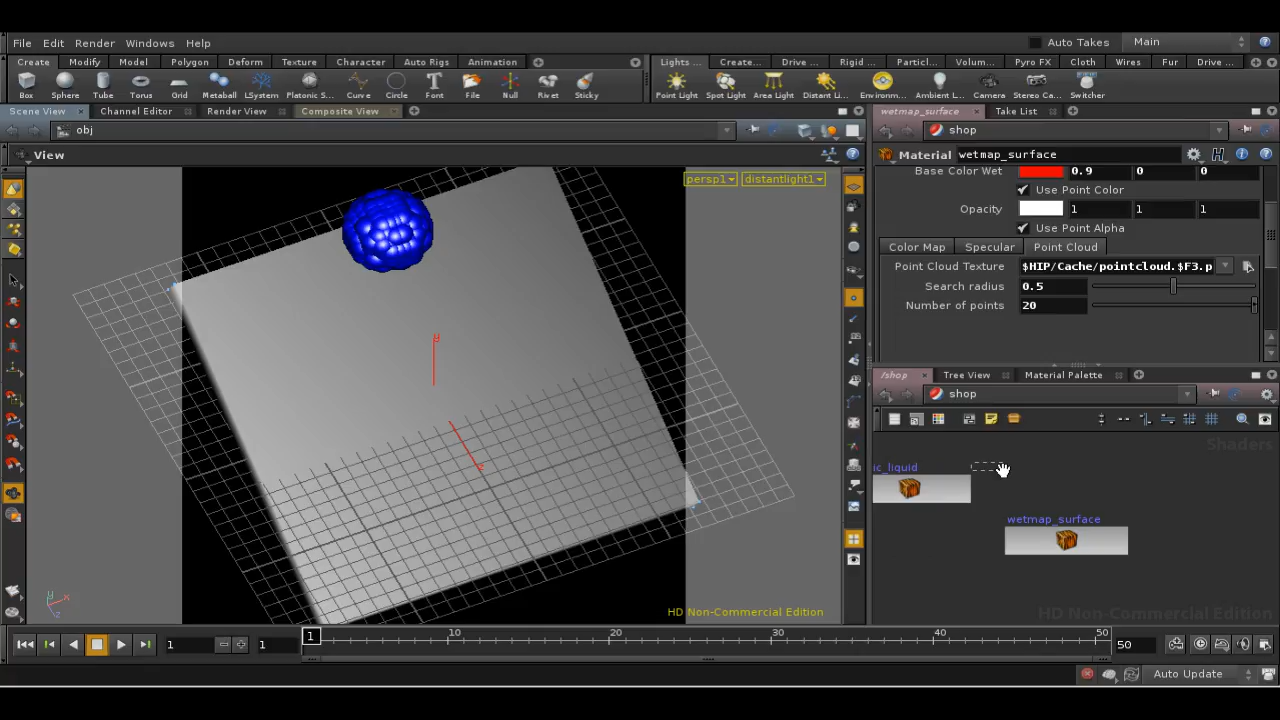 File Edit Render Windows Help Auto Takes Main
Create Modify Model Polygon Deform Texture Character Auto Rigs Animation Lights ... Create... Drive ... Rigid ... Particl... Volum... Pyro FX Cloth Wires Fur Drive ...
Box Sphere Tube Torus Grid Metaball LSystem Platonic S... Curve Circle Font File Null Rivet Sticky Point Light Spot Light Area Light Distant Li... Environm... Ambient L... Camera Stereo Ca... Switcher
Scene View Channel Editor Render View Composite View
obj
View
persp1 distantlight1
y
z
y
x
z
HD Non-Commercial Edition
wetmap_surface Take List
shop
Material wetmap_surface
Base Color Wet 0.9 0 0
Use Point Color
Opacity 1 1 1
Use Point Alpha
Color Map Specular Point Cloud
Point Cloud Texture $HIP/Cache/pointcloud.$F3.p
Search radius 0.5
Number of points 20
/shop Tree View Material Palette
shop
Shaders
ic_liquid
wetmap_surface
HD Non-Commercial Edition
1 1 1 10 20 30 40 50 50
Auto Update